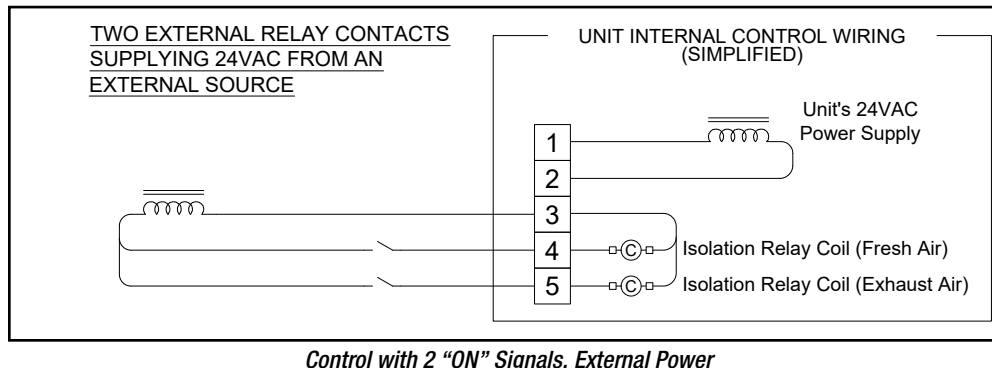 TWO EXTERNAL RELAY CONTACTS
SUPPLYING 24VAC FROM AN
EXTERNAL SOURCE
UNIT INTERNAL CONTROL WIRING
(SIMPLIFIED)
Unit's 24VAC
Power Supply
1
2
3
4
5
C
Isolation Relay Coil (Fresh Air)
C
Isolation Relay Coil (Exhaust Air)
Control with 2 “ON” Signals, External Power